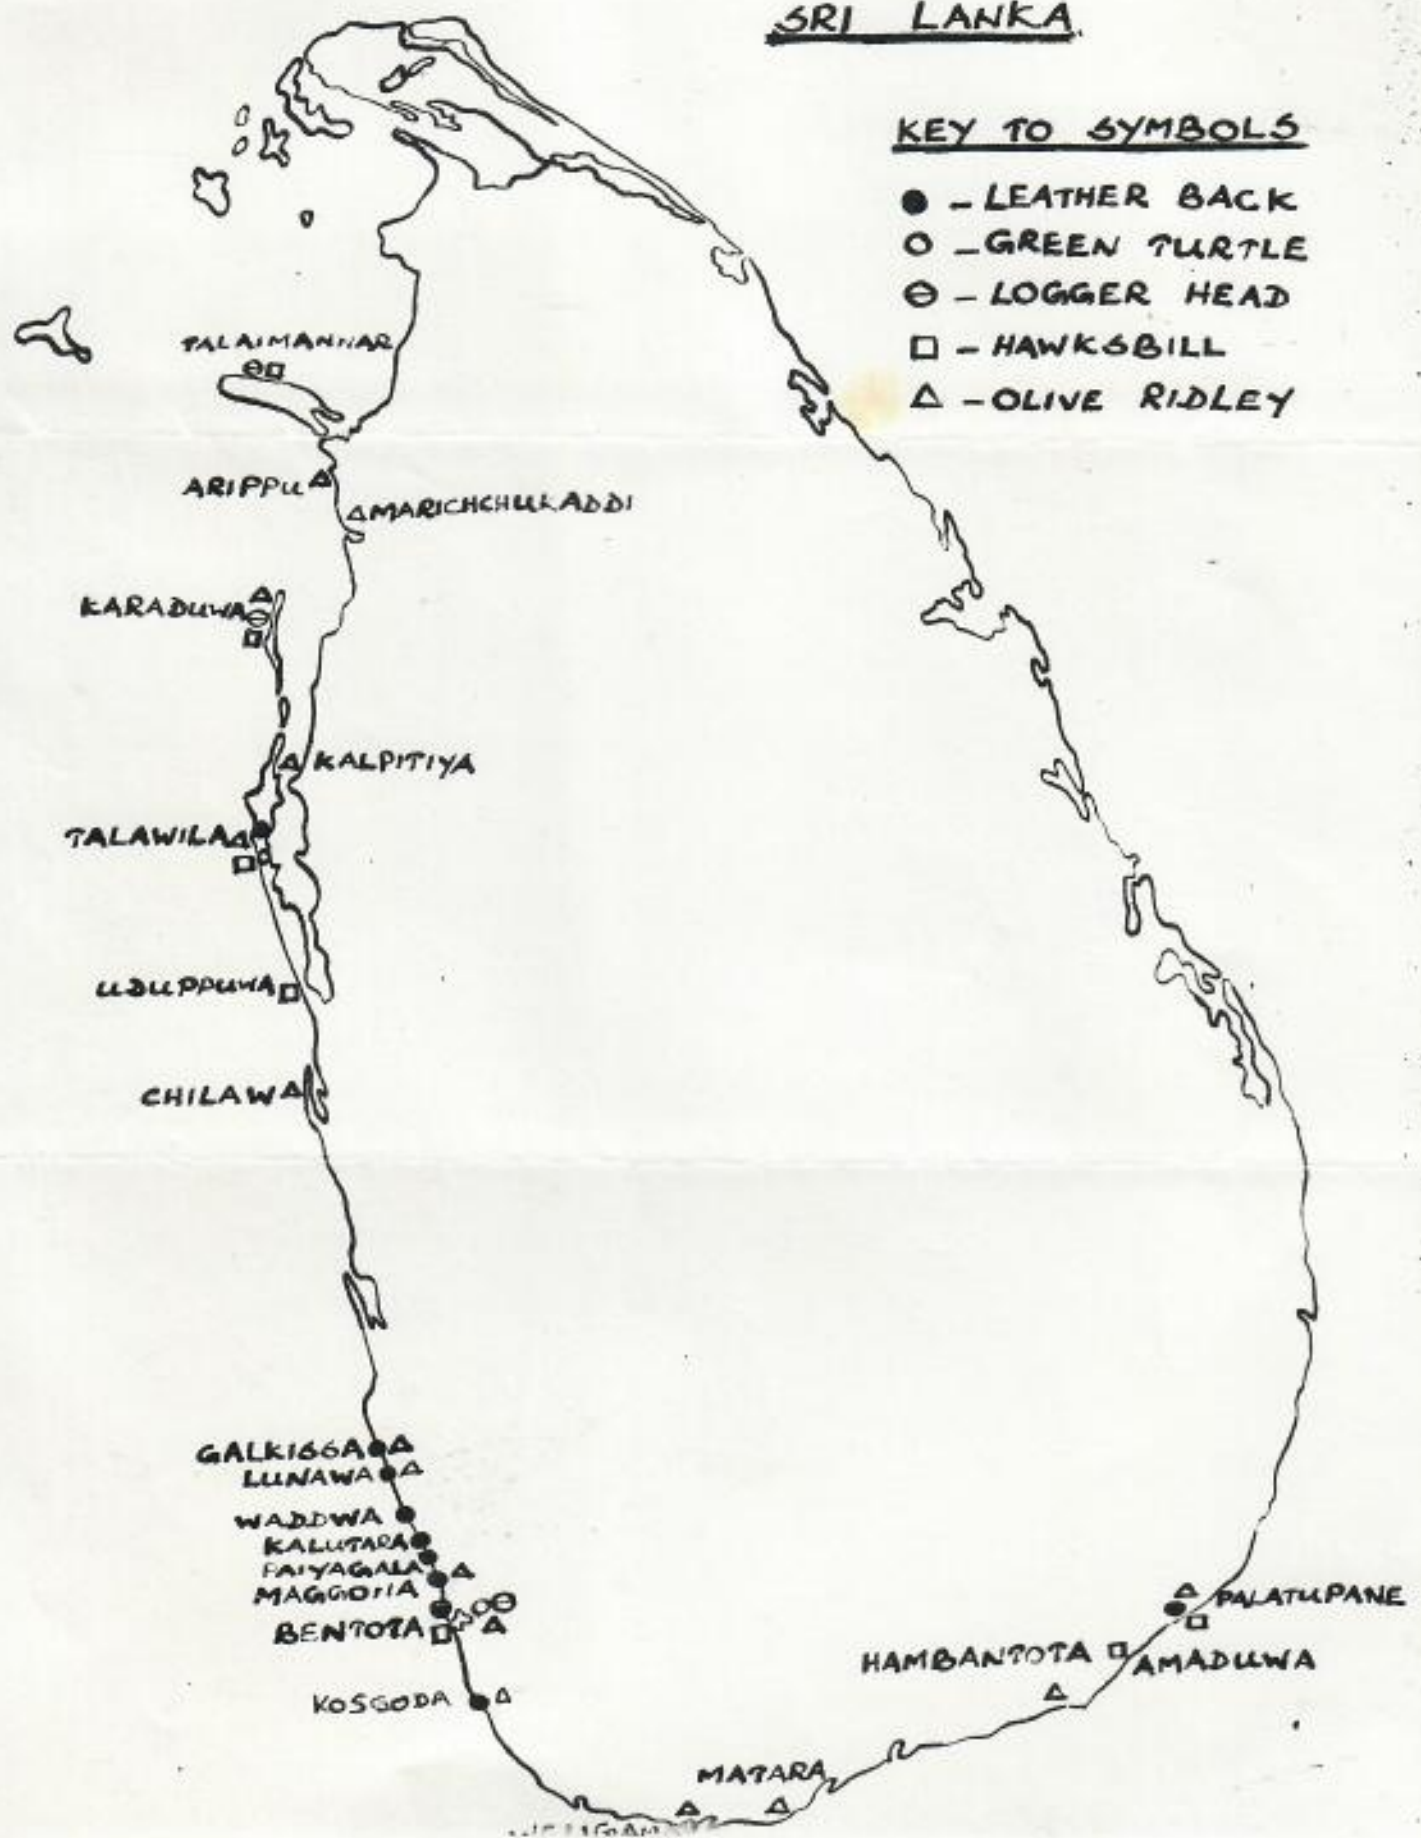 SRI LANKA
KEY TO SYMBOLS
● - LEATHER BACK
○ - GREEN TURTLE
⊖ - LOGGER HEAD
□ - HAWKSBILL
△ - OLIVE RIDLEY
TALAIMANNAR
ARIPPU
MARICHCHUKADDI
KARADUWA
KALPITIYA
TALAWILA
UDUPPUWA
CHILAW
GALKISSA
LUNAWA
WADDWA
KALUTARA
PAIYAGALA
MAGGONA
BENTOTA
PALATUPANE
HAMBANTOTA
AMADUWA
KOSGODA
MATARA